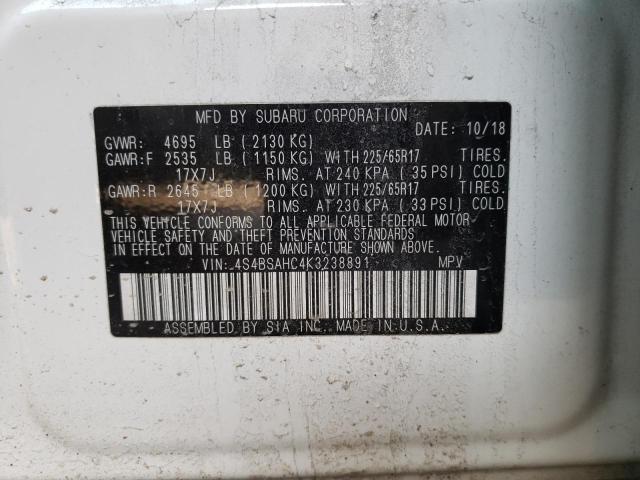 MFD BY SUBARU CORPORATION
DATE: 10/18
GVWR: 4695 LB (2130 KG)
GAWR:F 2535 LB (1150 KG) WITH 225/65R17 TIRES.
17X7J RIMS. AT 240 KPA (35 PSI) COLD
GAWR:R 2645 LB (1200 KG) WITH 225/65R17 TIRES.
17X7J RIMS. AT 230 KPA (33 PSI) COLD
THIS VEHICLE CONFORMS TO ALL APPLICABLE FEDERAL MOTOR
VEHICLE SAFETY AND THEFT PREVENTION STANDARDS
IN EFFECT ON THE DATE OF MANUFACTURE SHOWN ABOVE.
VIN: 4S4BSAHC4K3238891 MPV
ASSEMBLED BY SIA INC. MADE IN U.S.A.